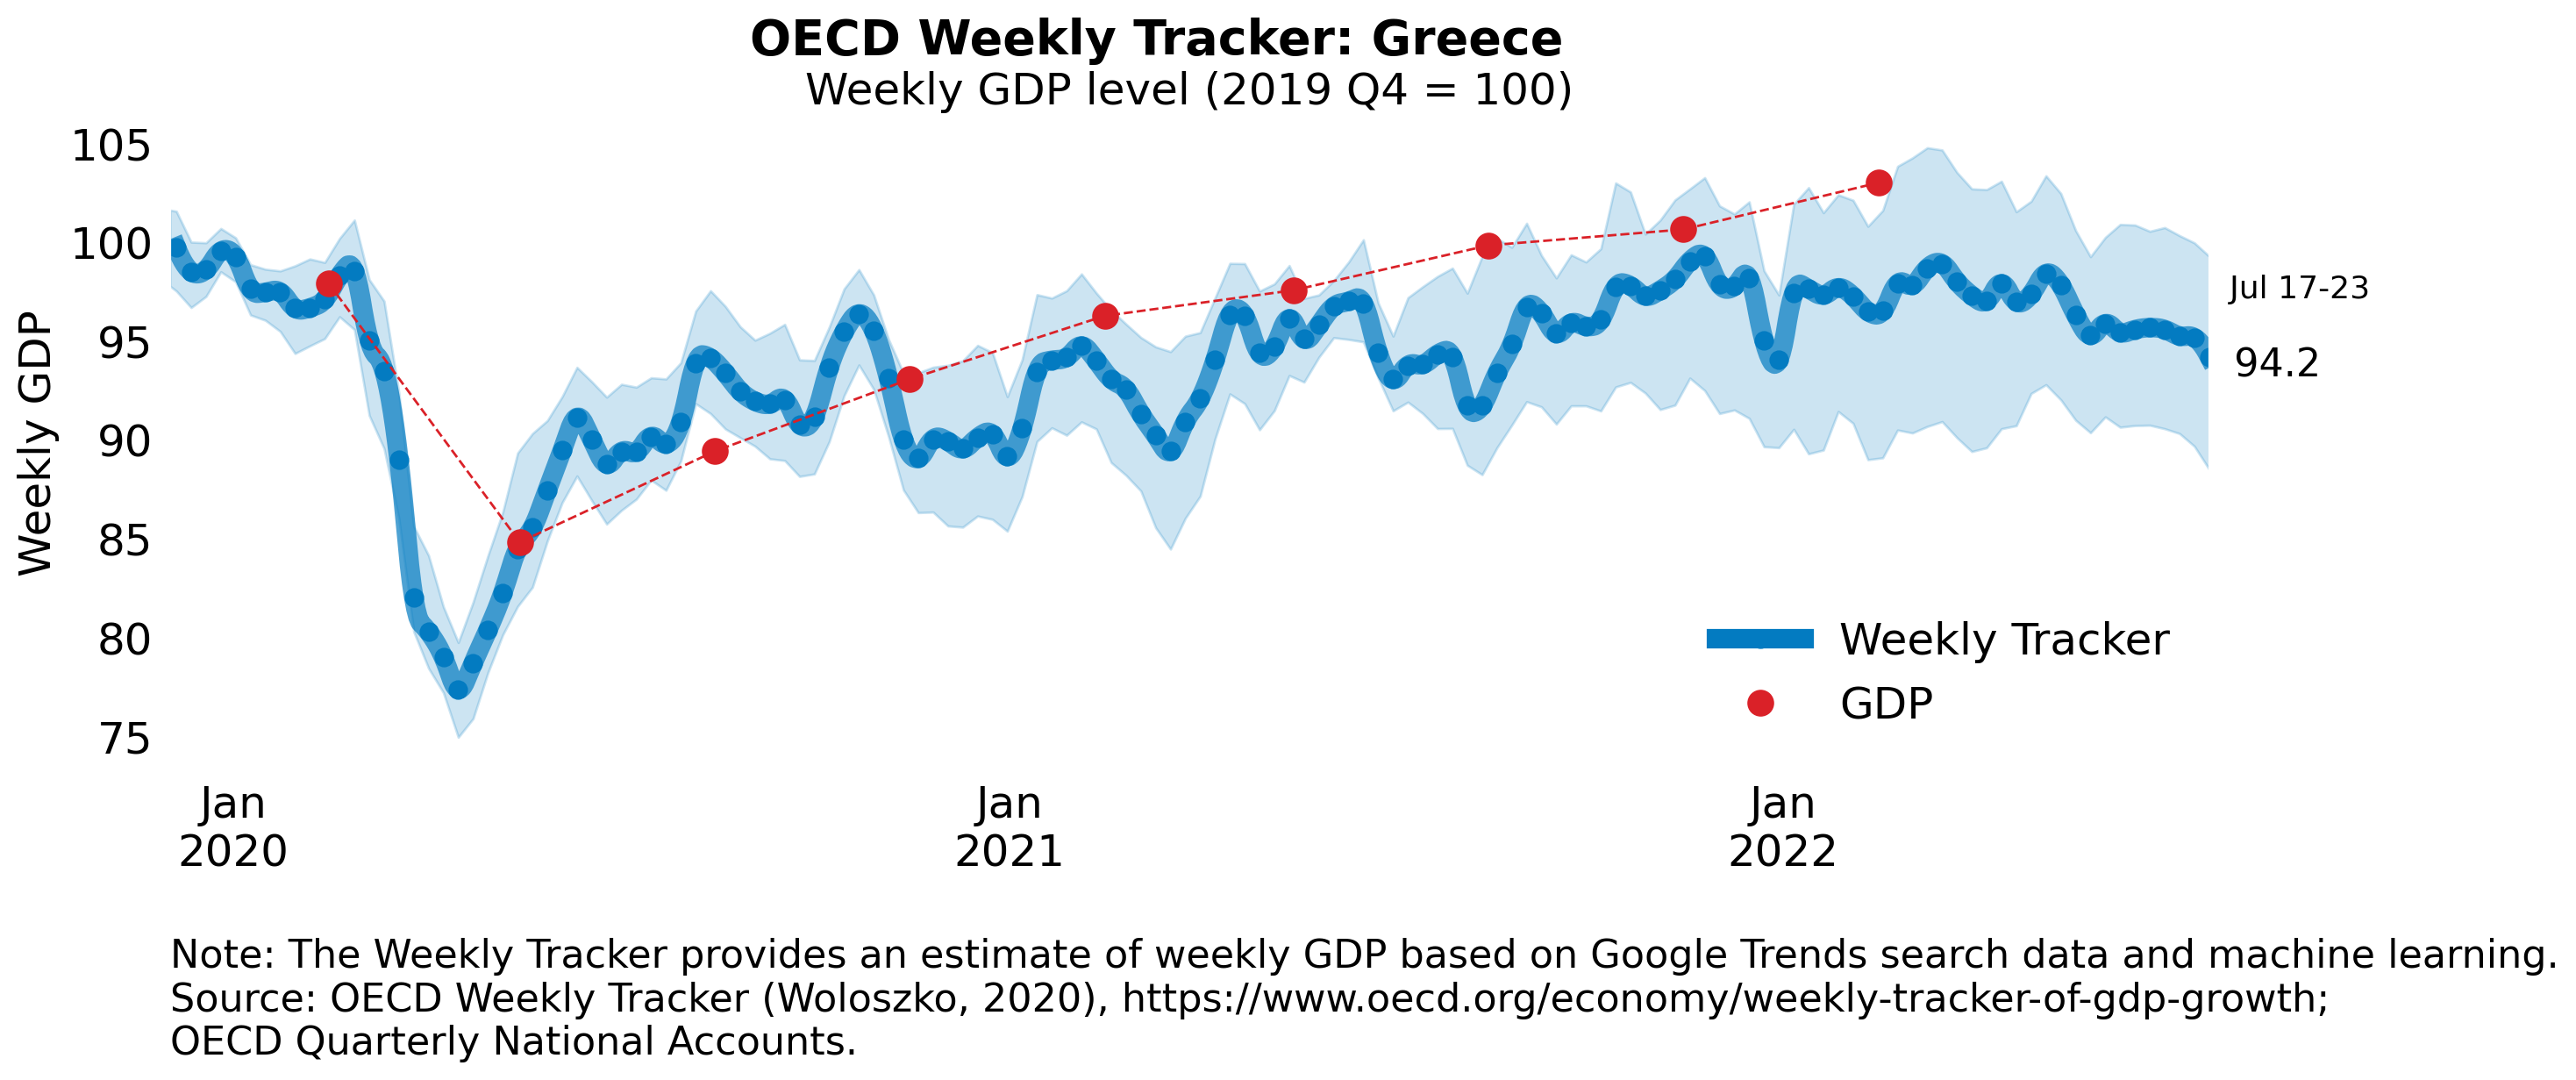 OECD Weekly Tracker: Greece
Weekly GDP level (2019 Q4 = 100)
Weekly GDP
105
100
95
90
85
80
75
Jul 17-23
94.2
Weekly Tracker
GDP
Jan
2020
Jan
2021
Jan
2022
Note: The Weekly Tracker provides an estimate of weekly GDP based on Google Trends search data and machine learning.
Source: OECD Weekly Tracker (Woloszko, 2020), https://www.oecd.org/economy/weekly-tracker-of-gdp-growth;
OECD Quarterly National Accounts.